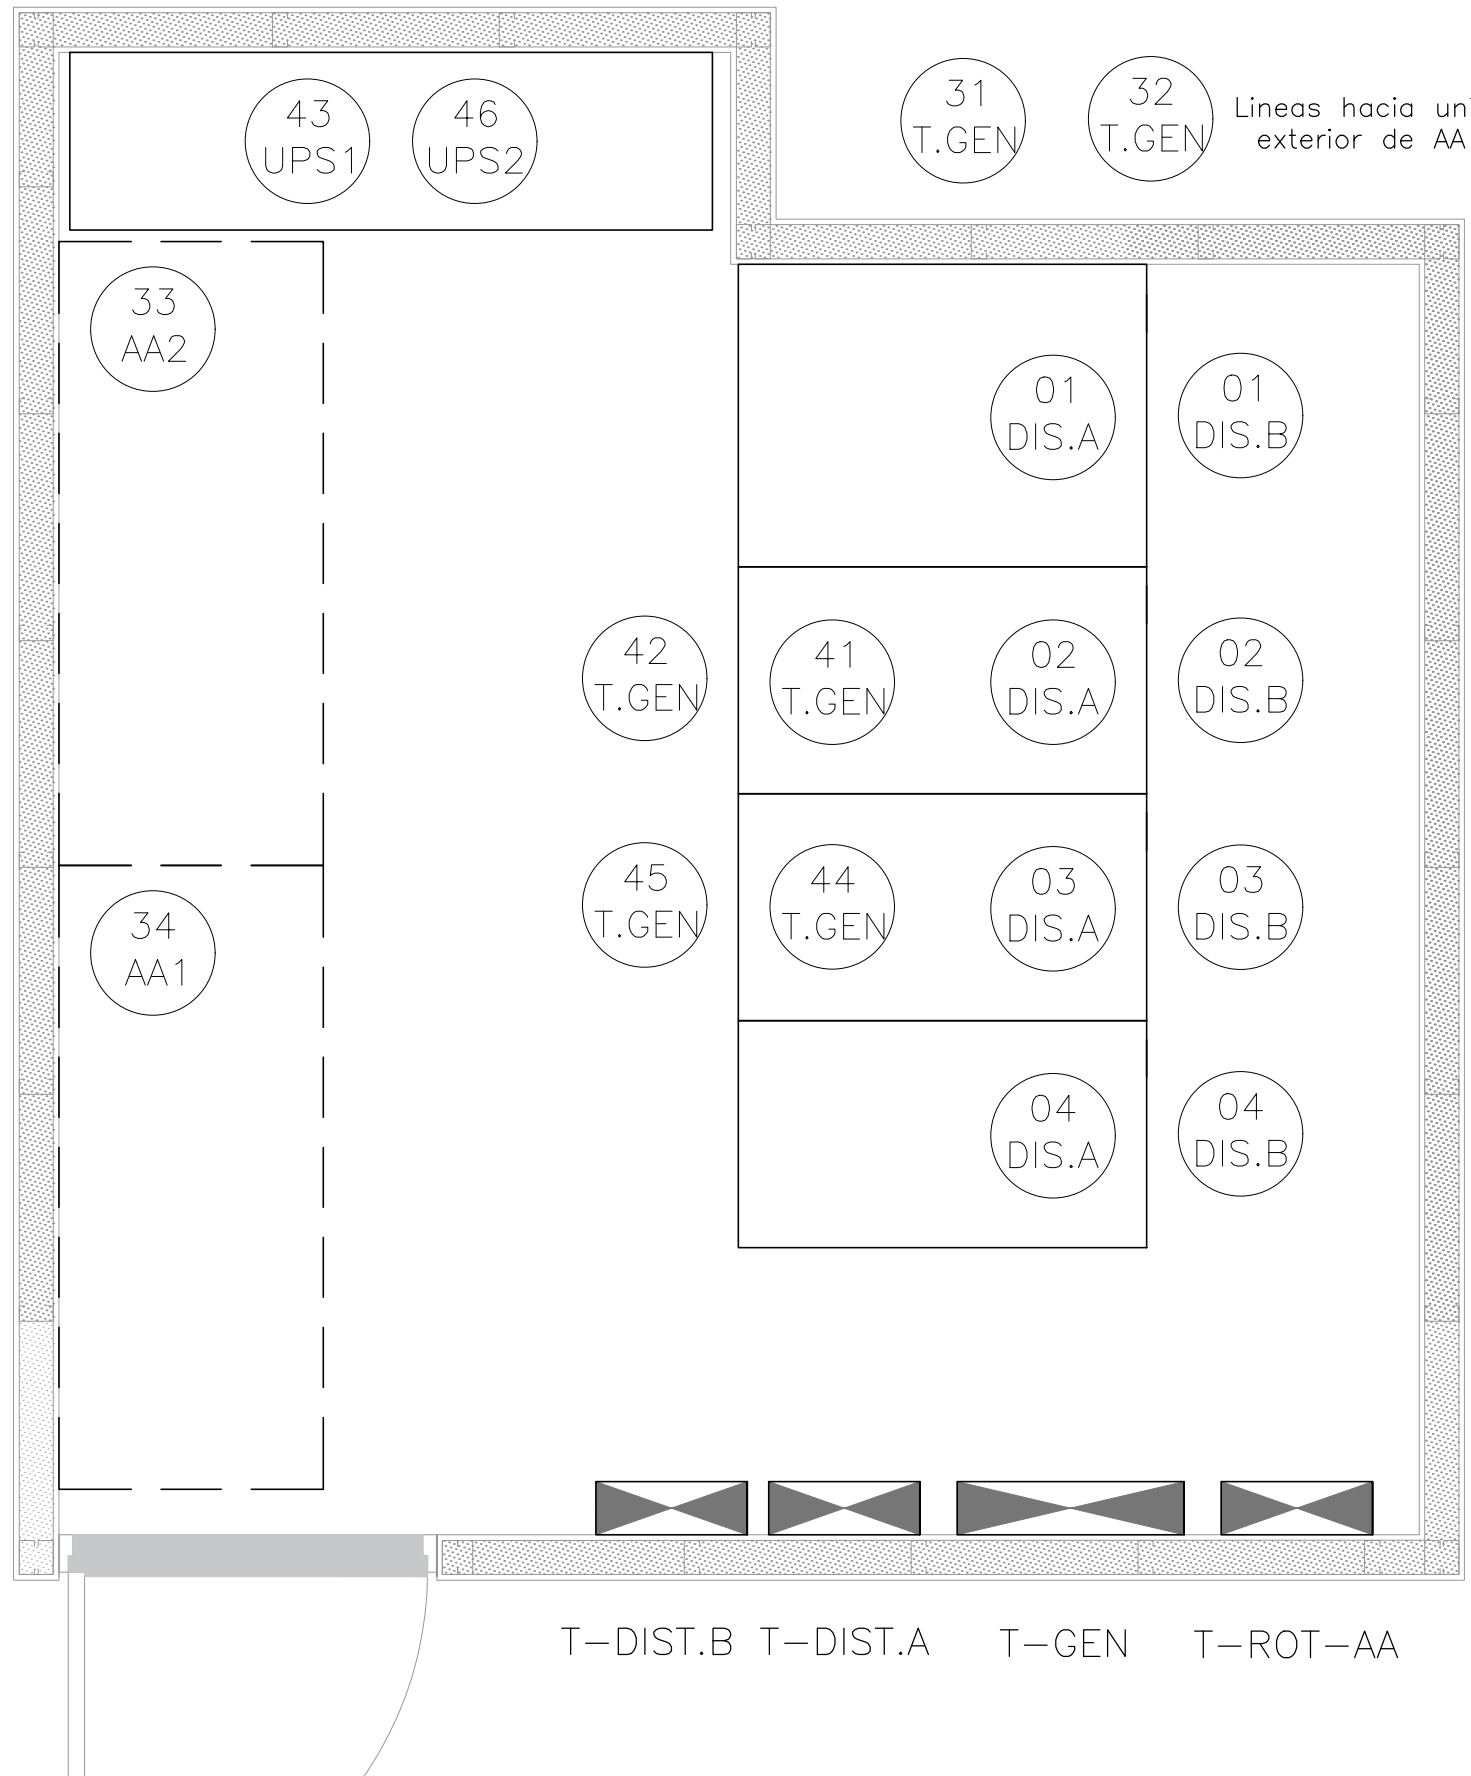 43
UPS1
46
UPS2
31
T.GEN
32
T.GEN
Lineas hacia
exterior de AA
33
AA2
01
DIS.A
01
DIS.B
42
T.GEN
41
T.GEN
02
DIS.A
02
DIS.B
45
T.GEN
44
T.GEN
03
DIS.A
03
DIS.B
34
AA1
04
DIS.A
04
DIS.B
T-DIST.B
T-DIST.A
T-GEN
T-ROT-AA